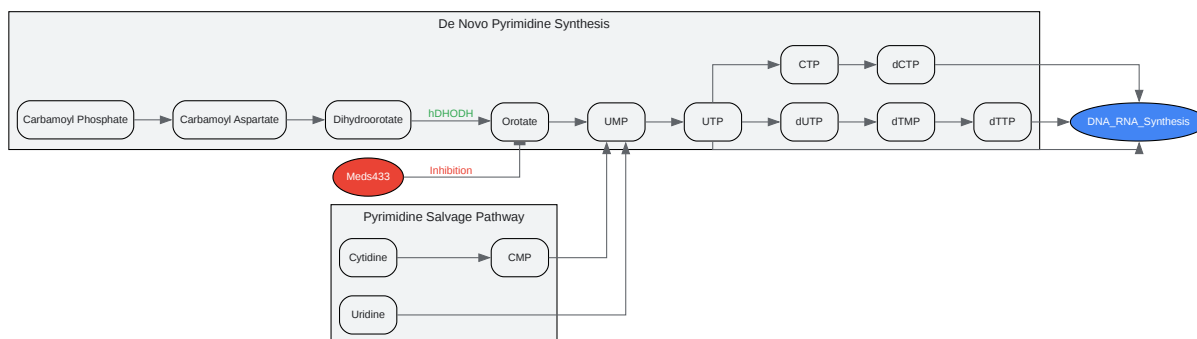 De Novo Pyrimidine Synthesis
CTP
dCTP
Carbamoyl Phosphate
Carbamoyl Aspartate
Dihydroorotate
hDHODH
Orotate
UMP
UTP
dUTP
dTMP
dTTP
DNA_RNA_Synthesis
Meds433
Inhibition
Pyrimidine Salvage Pathway
Cytidine
CMP
Uridine